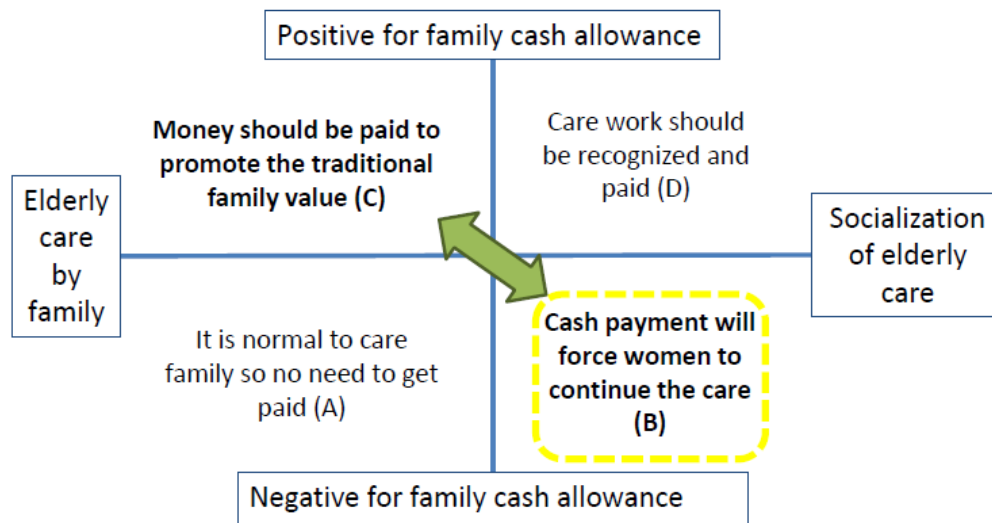 Positive for family cash allowance
Money should be paid to
promote the traditional
family value (C)
Care work should
be recognized and
paid (D)
Elderly
care
by
family
Socialization
of elderly
care
It is normal to care
family so no need to get
paid (A)
Cash payment will
force women to
continue the care
(B)
Negative for family cash allowance